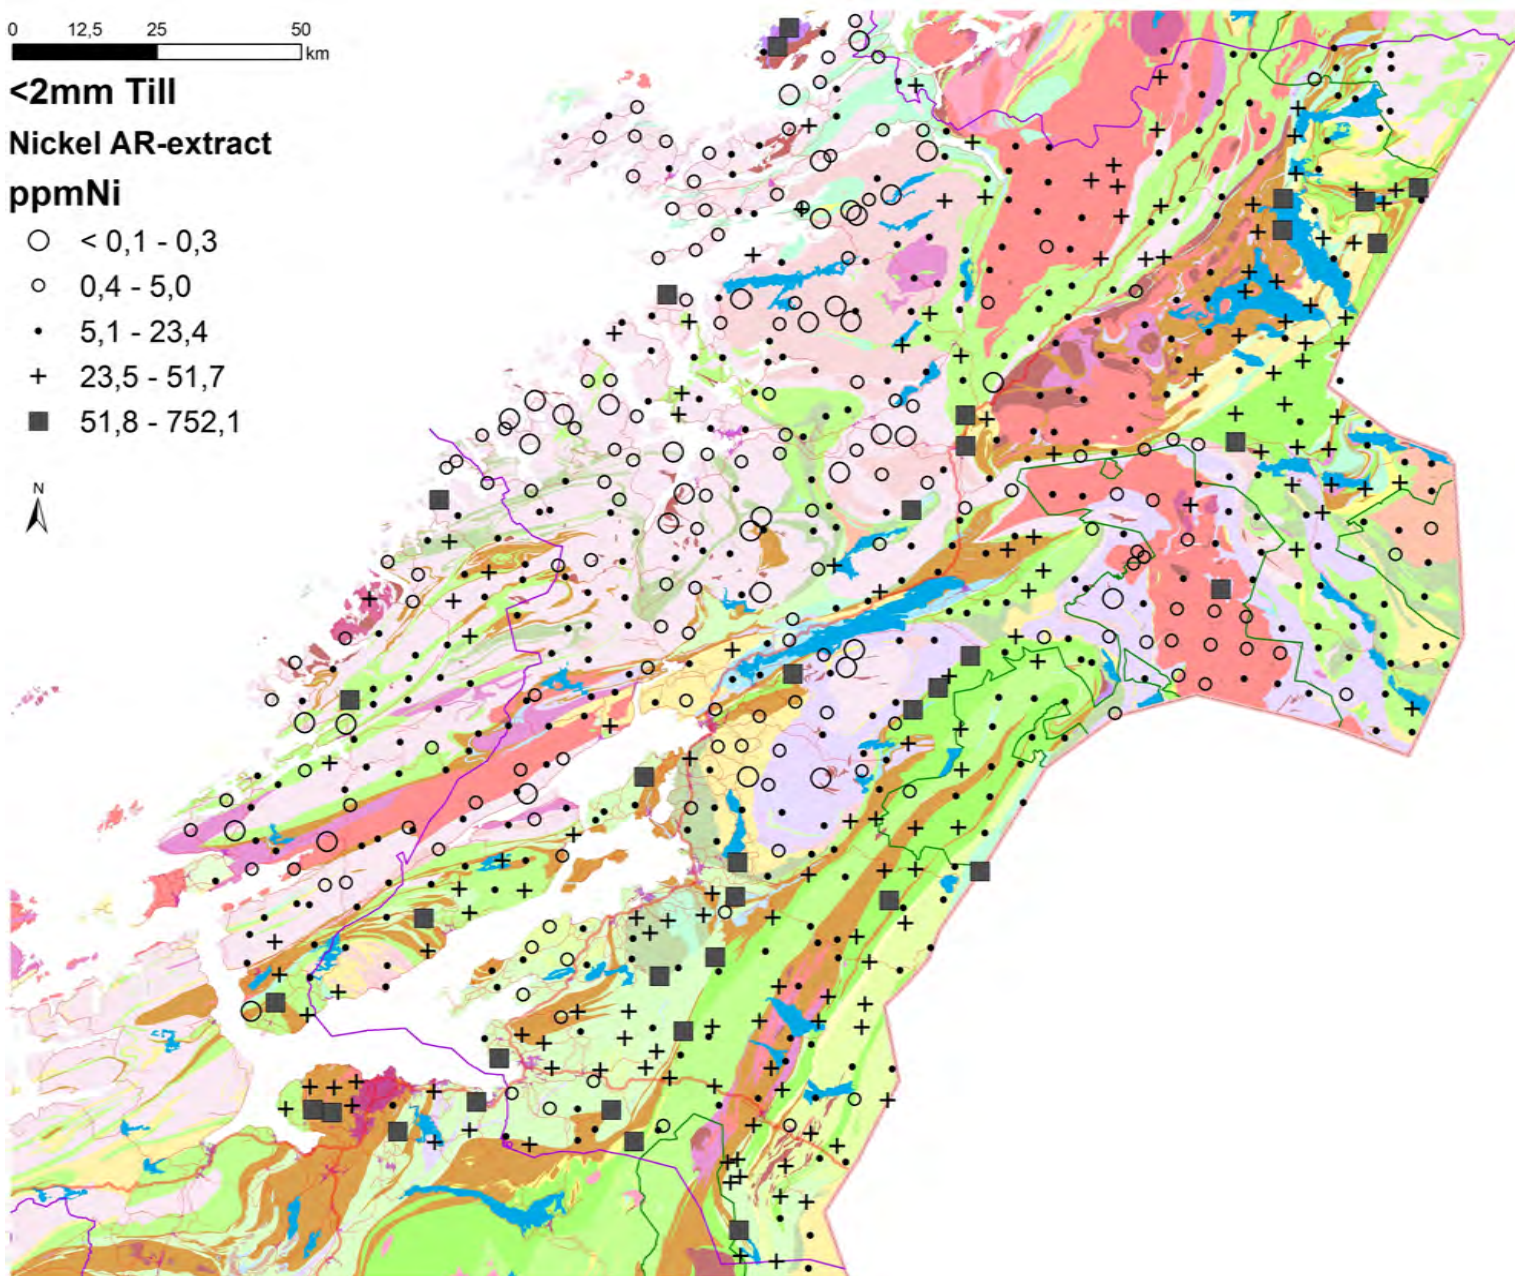 0 12,5 25 50
km
<2mm Till
Nickel AR-extract
ppmNi
< 0,1 - 0,3
0,4 - 5,0
5,1 - 23,4
23,5 - 51,7
51,8 - 752,1
N